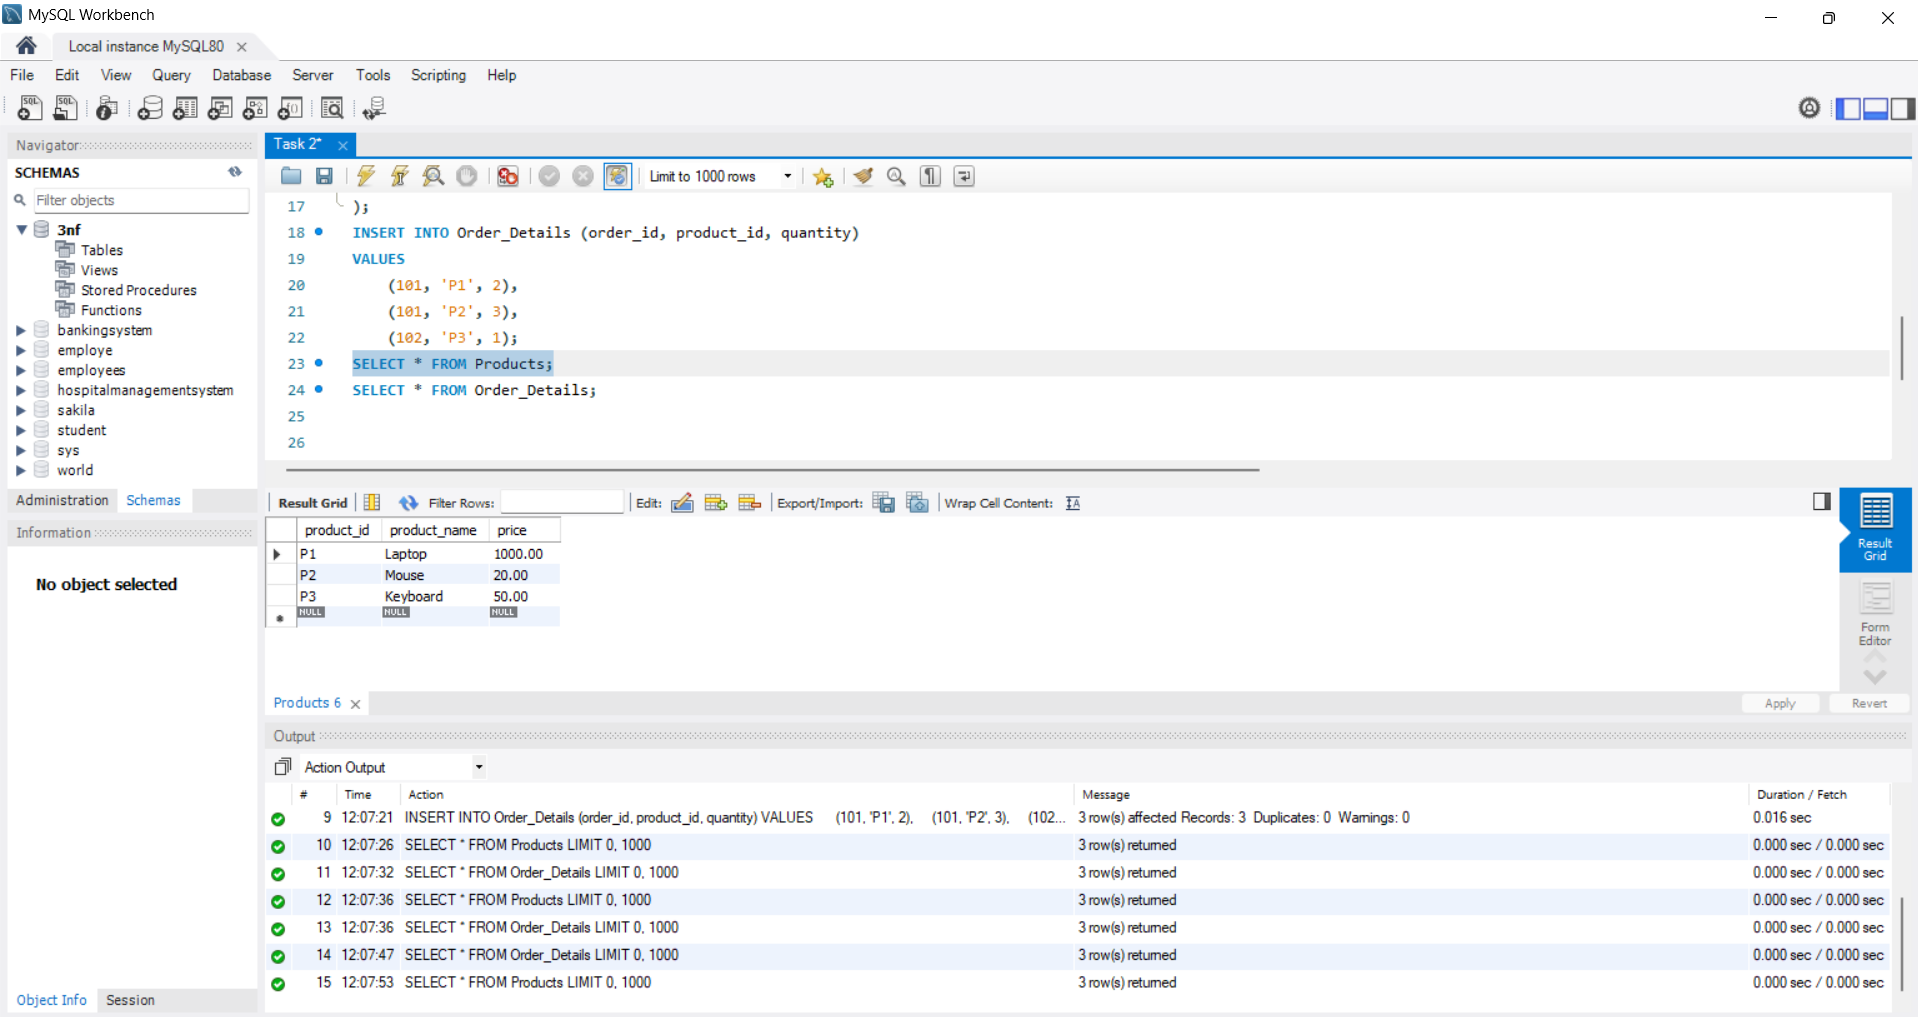 MySQL Workbench
Local instance MySQL80
File Edit View Query Database Server Tools Scripting Help
Navigator
SCHEMAS
Filter objects
3nf
Tables
Views
Stored Procedures
Functions
bankingsystem
employe
employees
hospitalmanagementsystem
sakila
student
sys
world
Administration Schemas
Information
No object selected
Object Info Session
Task 2*
Limit to 1000 rows
17 );
18 INSERT INTO Order_Details (order_id, product_id, quantity)
19 VALUES
20 (101, 'P1', 2),
21 (101, 'P2', 3),
22 (102, 'P3', 1);
23 SELECT * FROM Products;
24 SELECT * FROM Order_Details;
25
26
Result Grid Filter Rows: Edit: Export/Import: Wrap Cell Content:
product_id product_name price
P1 Laptop 1000.00
P2 Mouse 20.00
P3 Keyboard 50.00
NULL NULL NULL
Result
Grid
Form
Editor
Products 6
Apply Revert
Output
Action Output
# Time Action Message Duration / Fetch
9 12:07:21 INSERT INTO Order_Details (order_id, product_id, quantity) VALUES (101, 'P1', 2), (101, 'P2', 3), (102... 3 row(s) affected Records: 3 Duplicates: 0 Warnings: 0 0.016 sec
10 12:07:26 SELECT * FROM Products LIMIT 0, 1000 3 row(s) returned 0.000 sec / 0.000 sec
11 12:07:32 SELECT * FROM Order_Details LIMIT 0, 1000 3 row(s) returned 0.000 sec / 0.000 sec
12 12:07:36 SELECT * FROM Products LIMIT 0, 1000 3 row(s) returned 0.000 sec / 0.000 sec
13 12:07:36 SELECT * FROM Order_Details LIMIT 0, 1000 3 row(s) returned 0.000 sec / 0.000 sec
14 12:07:47 SELECT * FROM Order_Details LIMIT 0, 1000 3 row(s) returned 0.000 sec / 0.000 sec
15 12:07:53 SELECT * FROM Products LIMIT 0, 1000 3 row(s) returned 0.000 sec / 0.000 sec